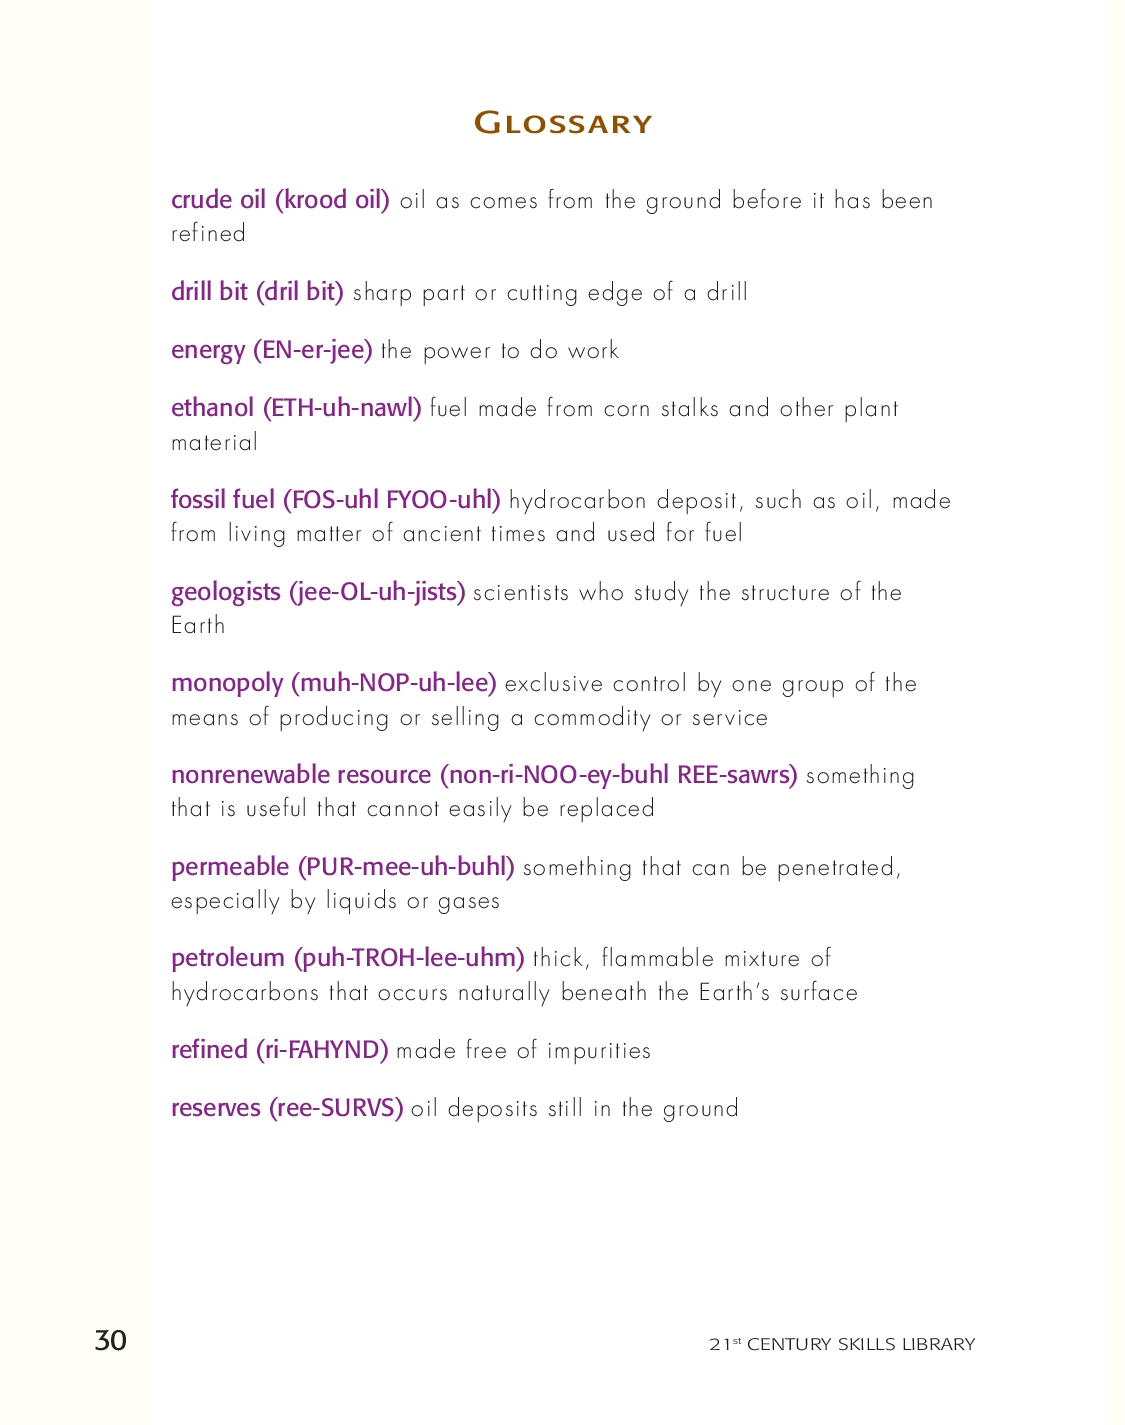 GLOSSARY
crude oil (krood oil) oil as comes from the ground before it has been
refined
drill bit (dril bit) sharp part or cutting edge of a drill
energy (EN-er-jee) the power to do work
ethanol (ETH-uh-nawl) fuel made from corn stalks and other plant
material
fossil fuel (FOS-uhl FYOO-uhl) hydrocarbon deposit, such as oil, made
from living matter of ancient times and used for fuel
geologists (jee-OL-uh-jists) scientists who study the structure of the
Earth
monopoly (muh-NOP-uh-lee) exclusive control by one group of the
means of producing or selling a commodity or service
nonrenewable resource (non-ri-NOO-ey-buhl REE-sawrs) something
that is useful that cannot easily be replaced
permeable (PUR-mee-uh-buhl) something that can be penetrated,
especially by liquids or gases
petroleum (puh-TROH-lee-uhm) thick, flammable mixture of
hydrocarbons that occurs naturally beneath the Earth’s surface
refined (ri-FAHYND) made free of impurities
reserves (ree-SURVS) oil deposits still in the ground
30
21st CENTURY SKILLS LIBRARY